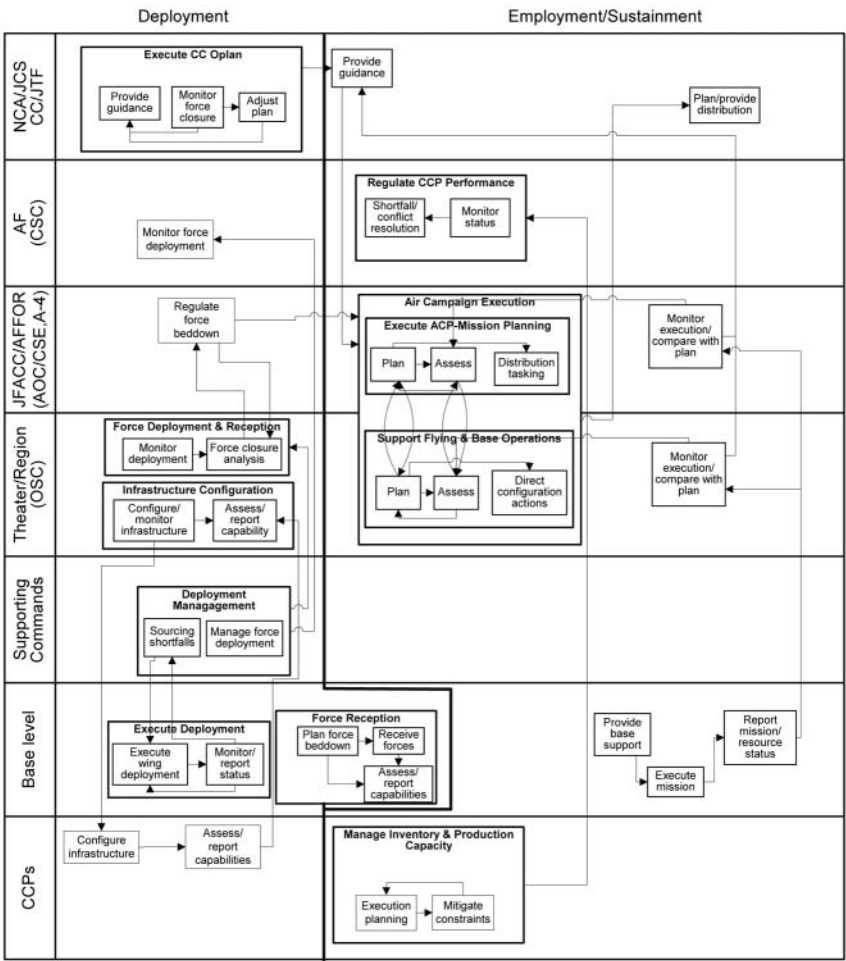 Deployment
Employment/Sustainment
NCA/JCS
CC/JTF
Execute CC Oplan
Provide
guidance
Monitor
force
closure
Adjust
plan
Provide
guidance
Plan/provide
distribution
AF
(CSC)
Monitor force
deployment
Regulate CCP Performance
Shortfall/
conflict
resolution
Monitor
status
JFACC/AFFOR
(AOC/CSE,A-4)
Regulate
force
beddown
Air Campaign Execution
Execute ACP-Mission Planning
Plan
Assess
Distribution
tasking
Monitor
execution/
compare with
plan
Theater/Region
(OSC)
Force Deployment & Reception
Monitor
deployment
Force closure
analysis
Infrastructure Configuration
Configure/
monitor
infrastructure
Assess/
report
capability
Support Flying & Base Operations
Plan
Assess
Direct
configuration
actions
Monitor
execution/
compare with
plan
Supporting
Commands
Deployment
Managagement
Sourcing
shortfalls
Manage force
deployment
Base level
Execute Deployment
Execute
wing
deployment
Monitor/
report
status
Force Reception
Plan force
beddown
Receive
forces
Assess/
report
capabilities
Provide
base
support
Execute
mission
Report
mission/
resource
status
CCPs
Configure
infrastructure
Assess/
report
capabilities
Manage Inventory & Production
Capacity
Execution
planning
Mitigate
constraints